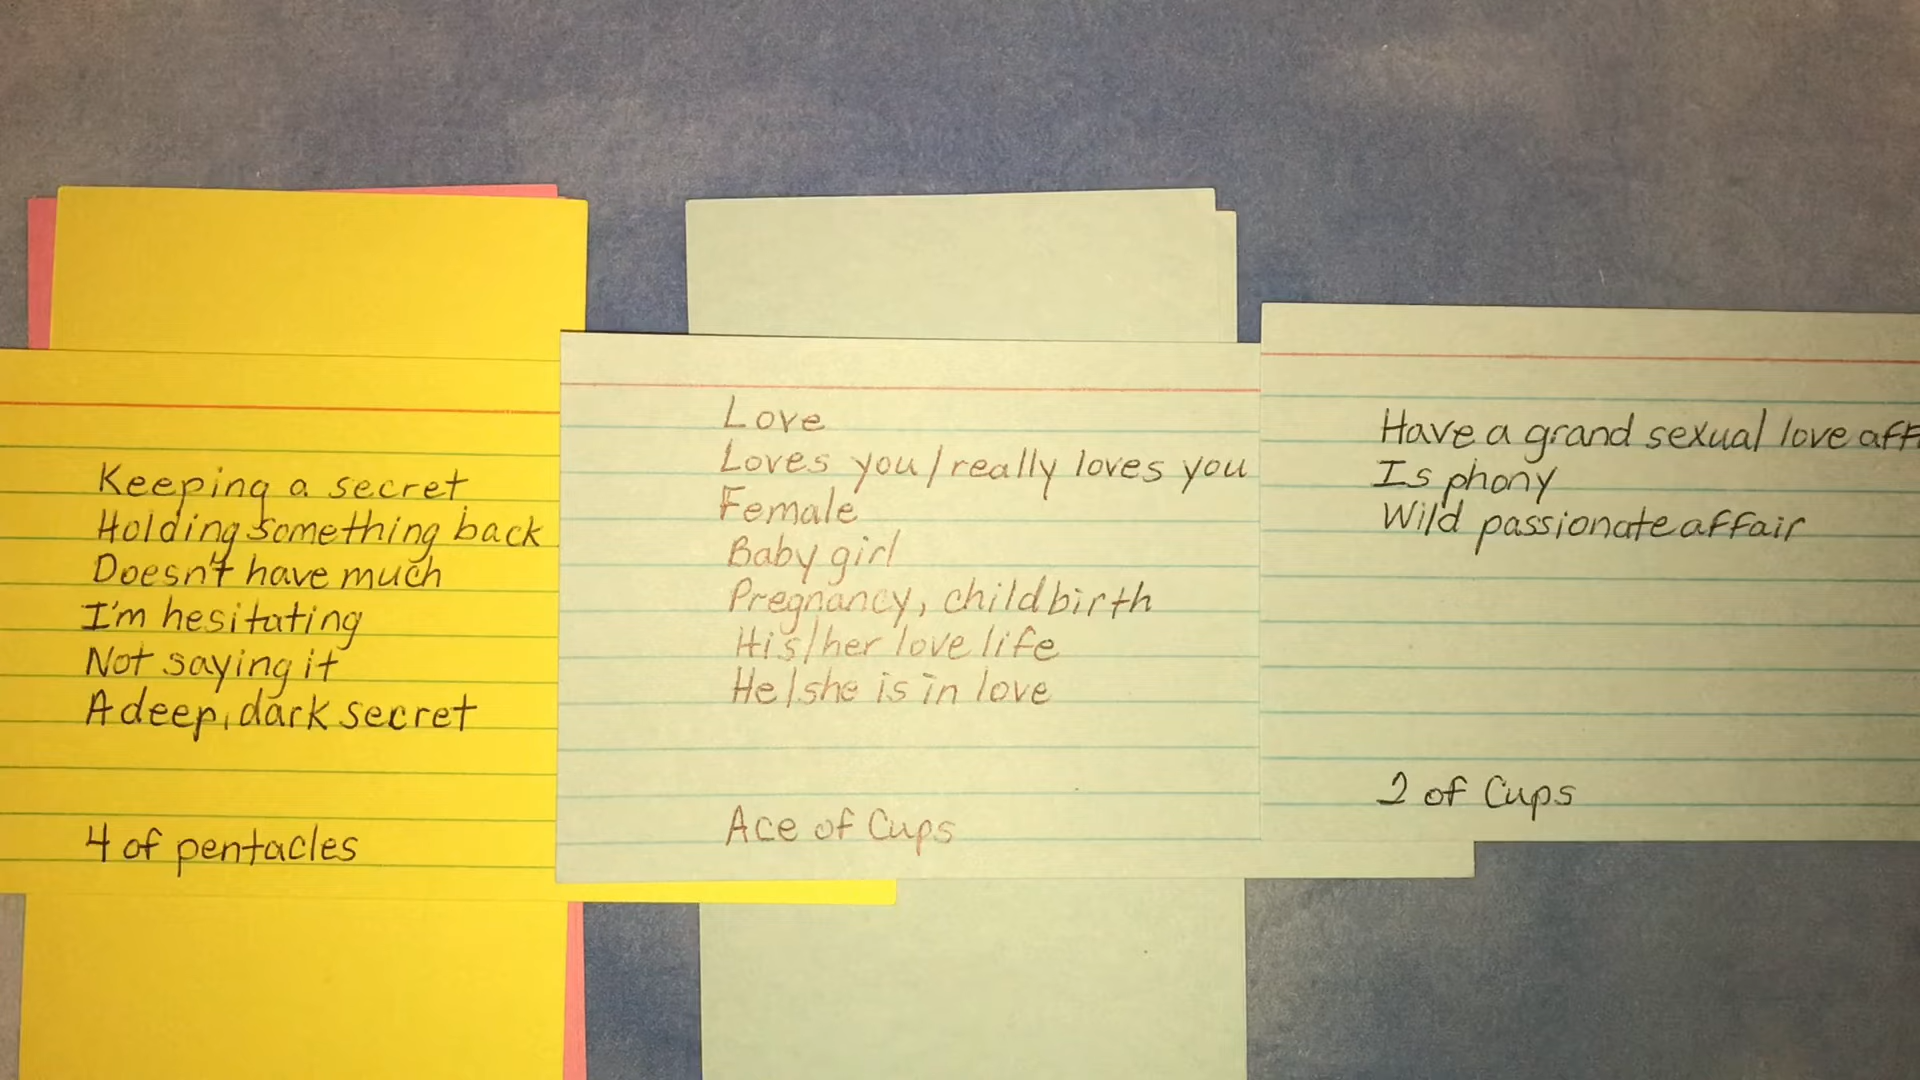 Keeping a secret
Holding something back
Doesn't have much
I'm hesitating
Not saying it
A deep, dark secret
4 of pentacles
Love
Loves you/really loves you
Female
Baby girl
Pregnancy, childbirth
His/her love life
He/she is in love
Ace of Cups
Have a grand sexual love aff
Is phony
Wild passionate affair
2 of Cups